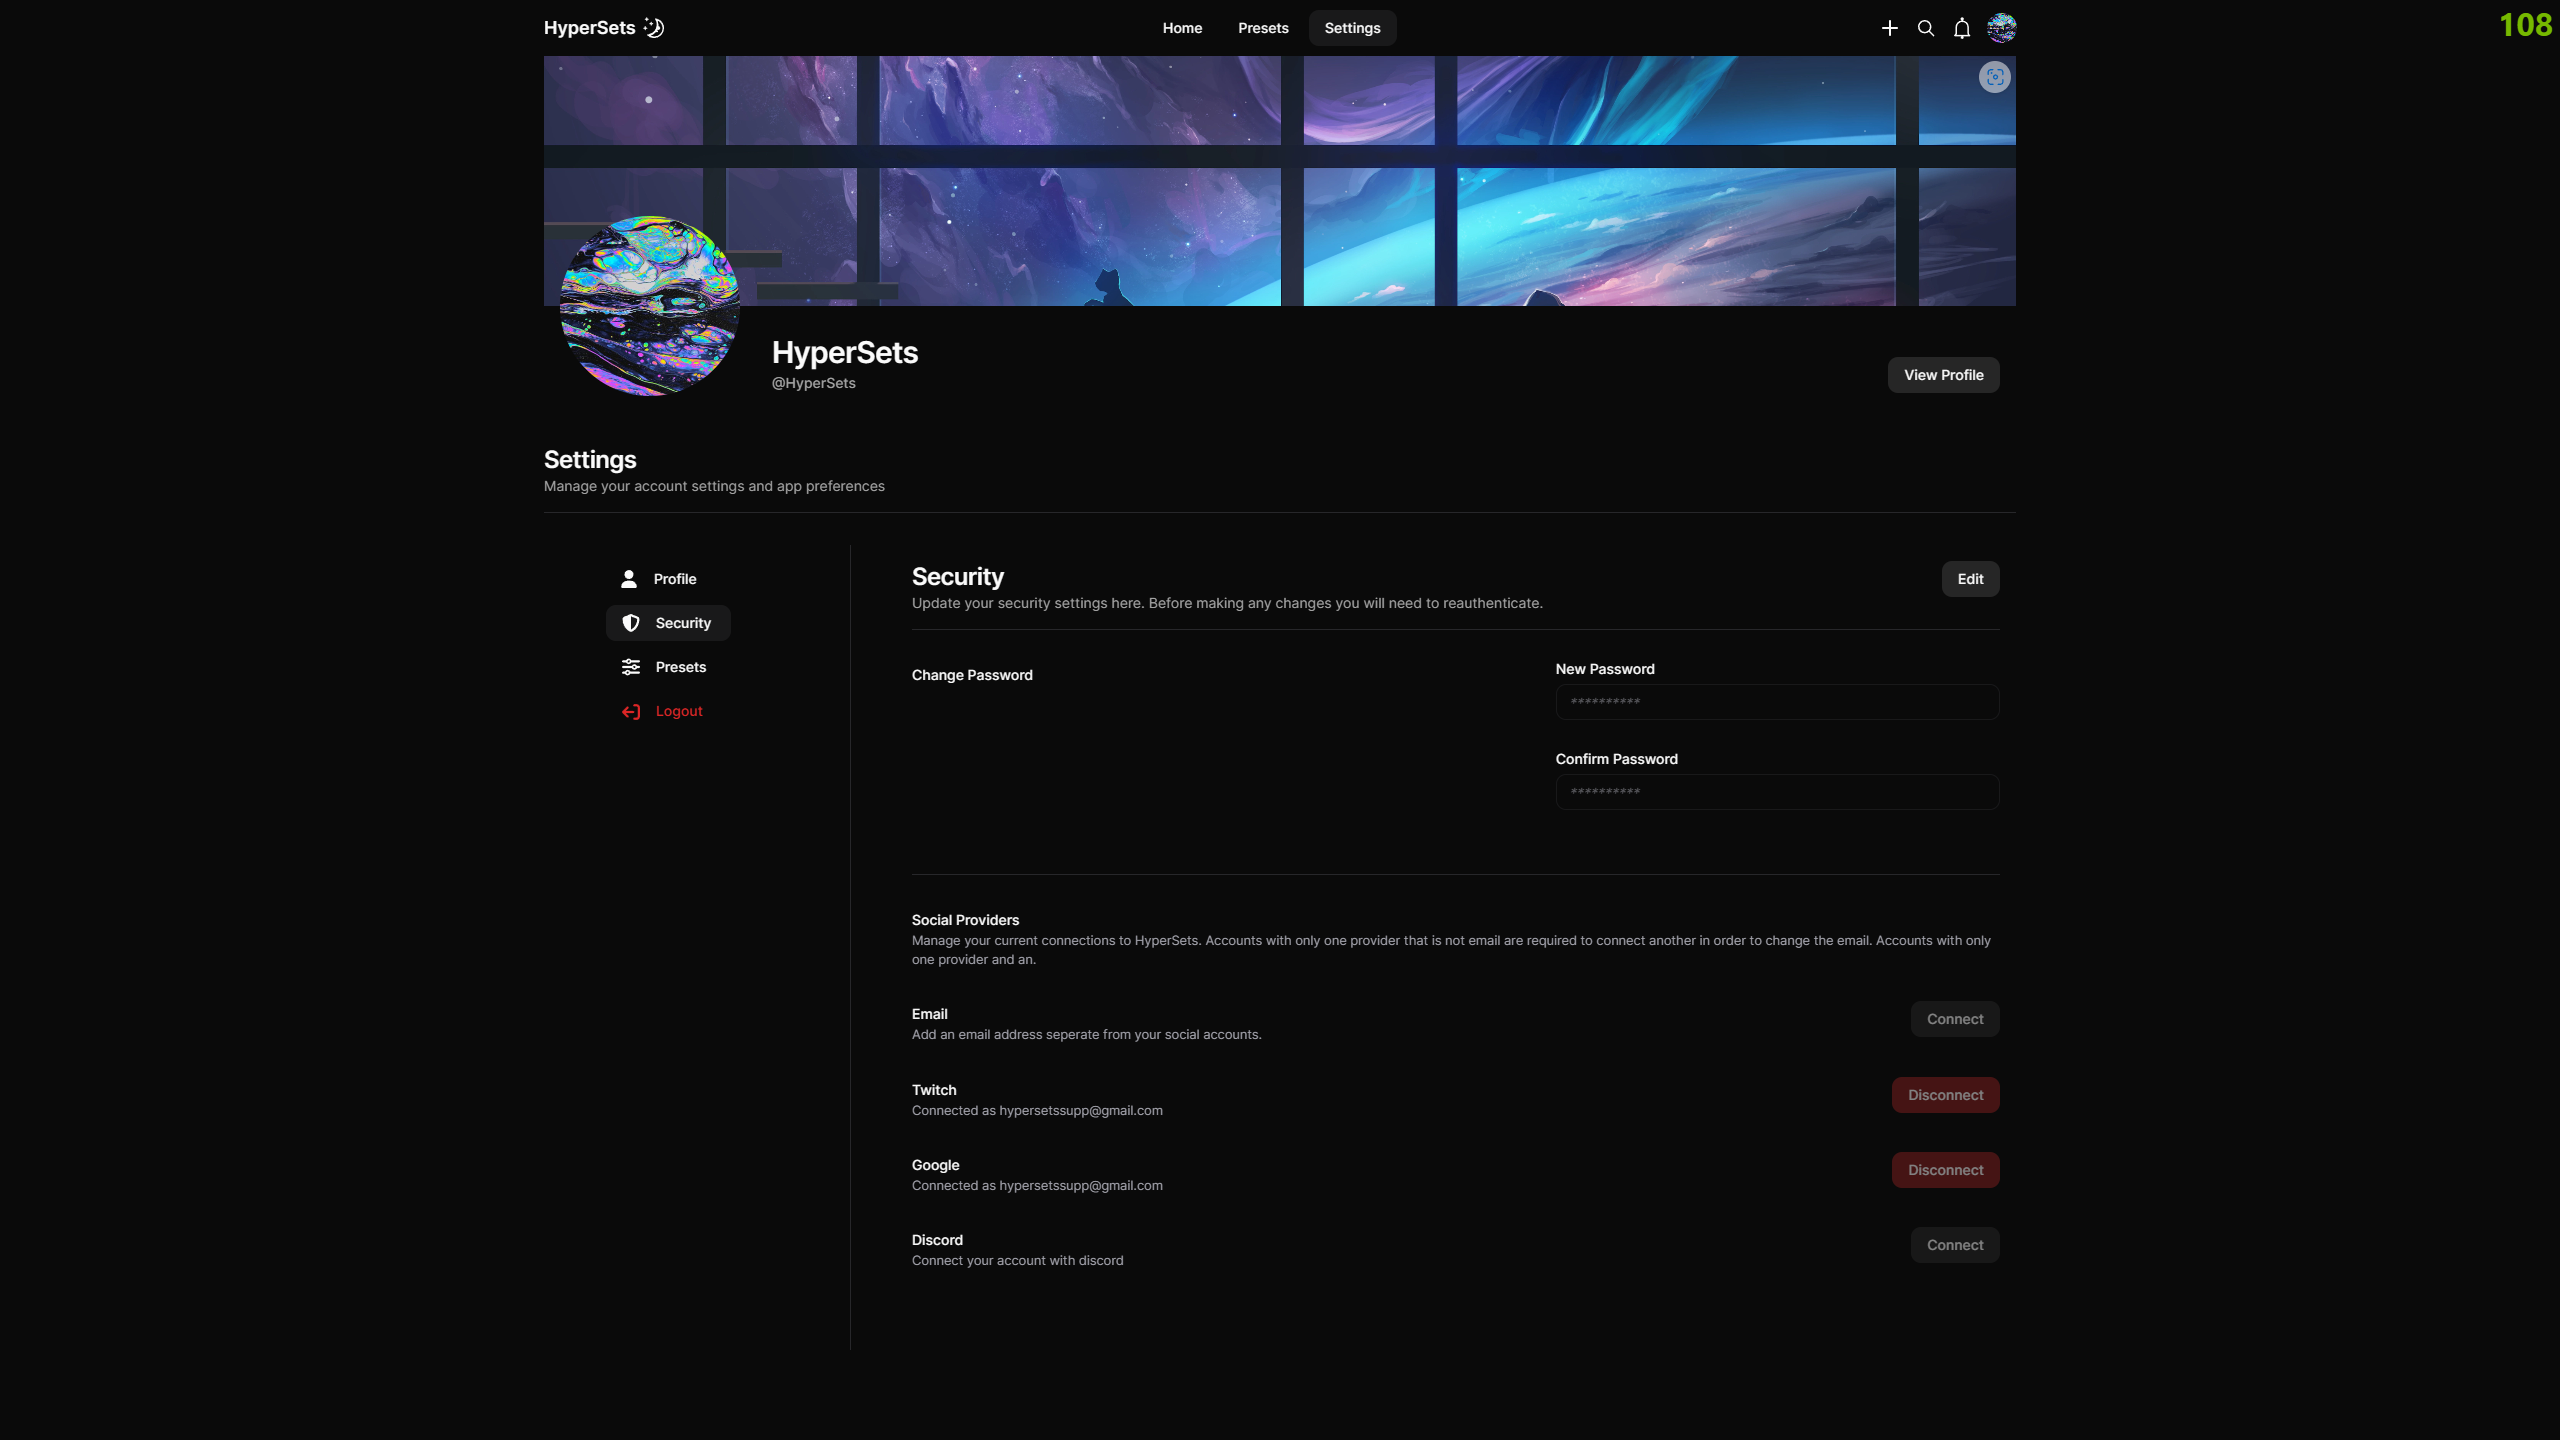 HyperSets
Home
Presets
Settings
108
HyperSets
@HyperSets
View Profile
Settings
Manage your account settings and app preferences
Profile
Security
Presets
Logout
Security
Edit
Update your security settings here. Before making any changes you will need to reauthenticate.
Change Password
New Password
**********
Confirm Password
**********
Social Providers
Manage your current connections to HyperSets. Accounts with only one provider that is not email are required to connect another in order to change the email. Accounts with only
one provider and an.
Email
Add an email address seperate from your social accounts.
Connect
Twitch
Connected as hypersetssupp@gmail.com
Disconnect
Google
Connected as hypersetssupp@gmail.com
Disconnect
Discord
Connect your account with discord
Connect